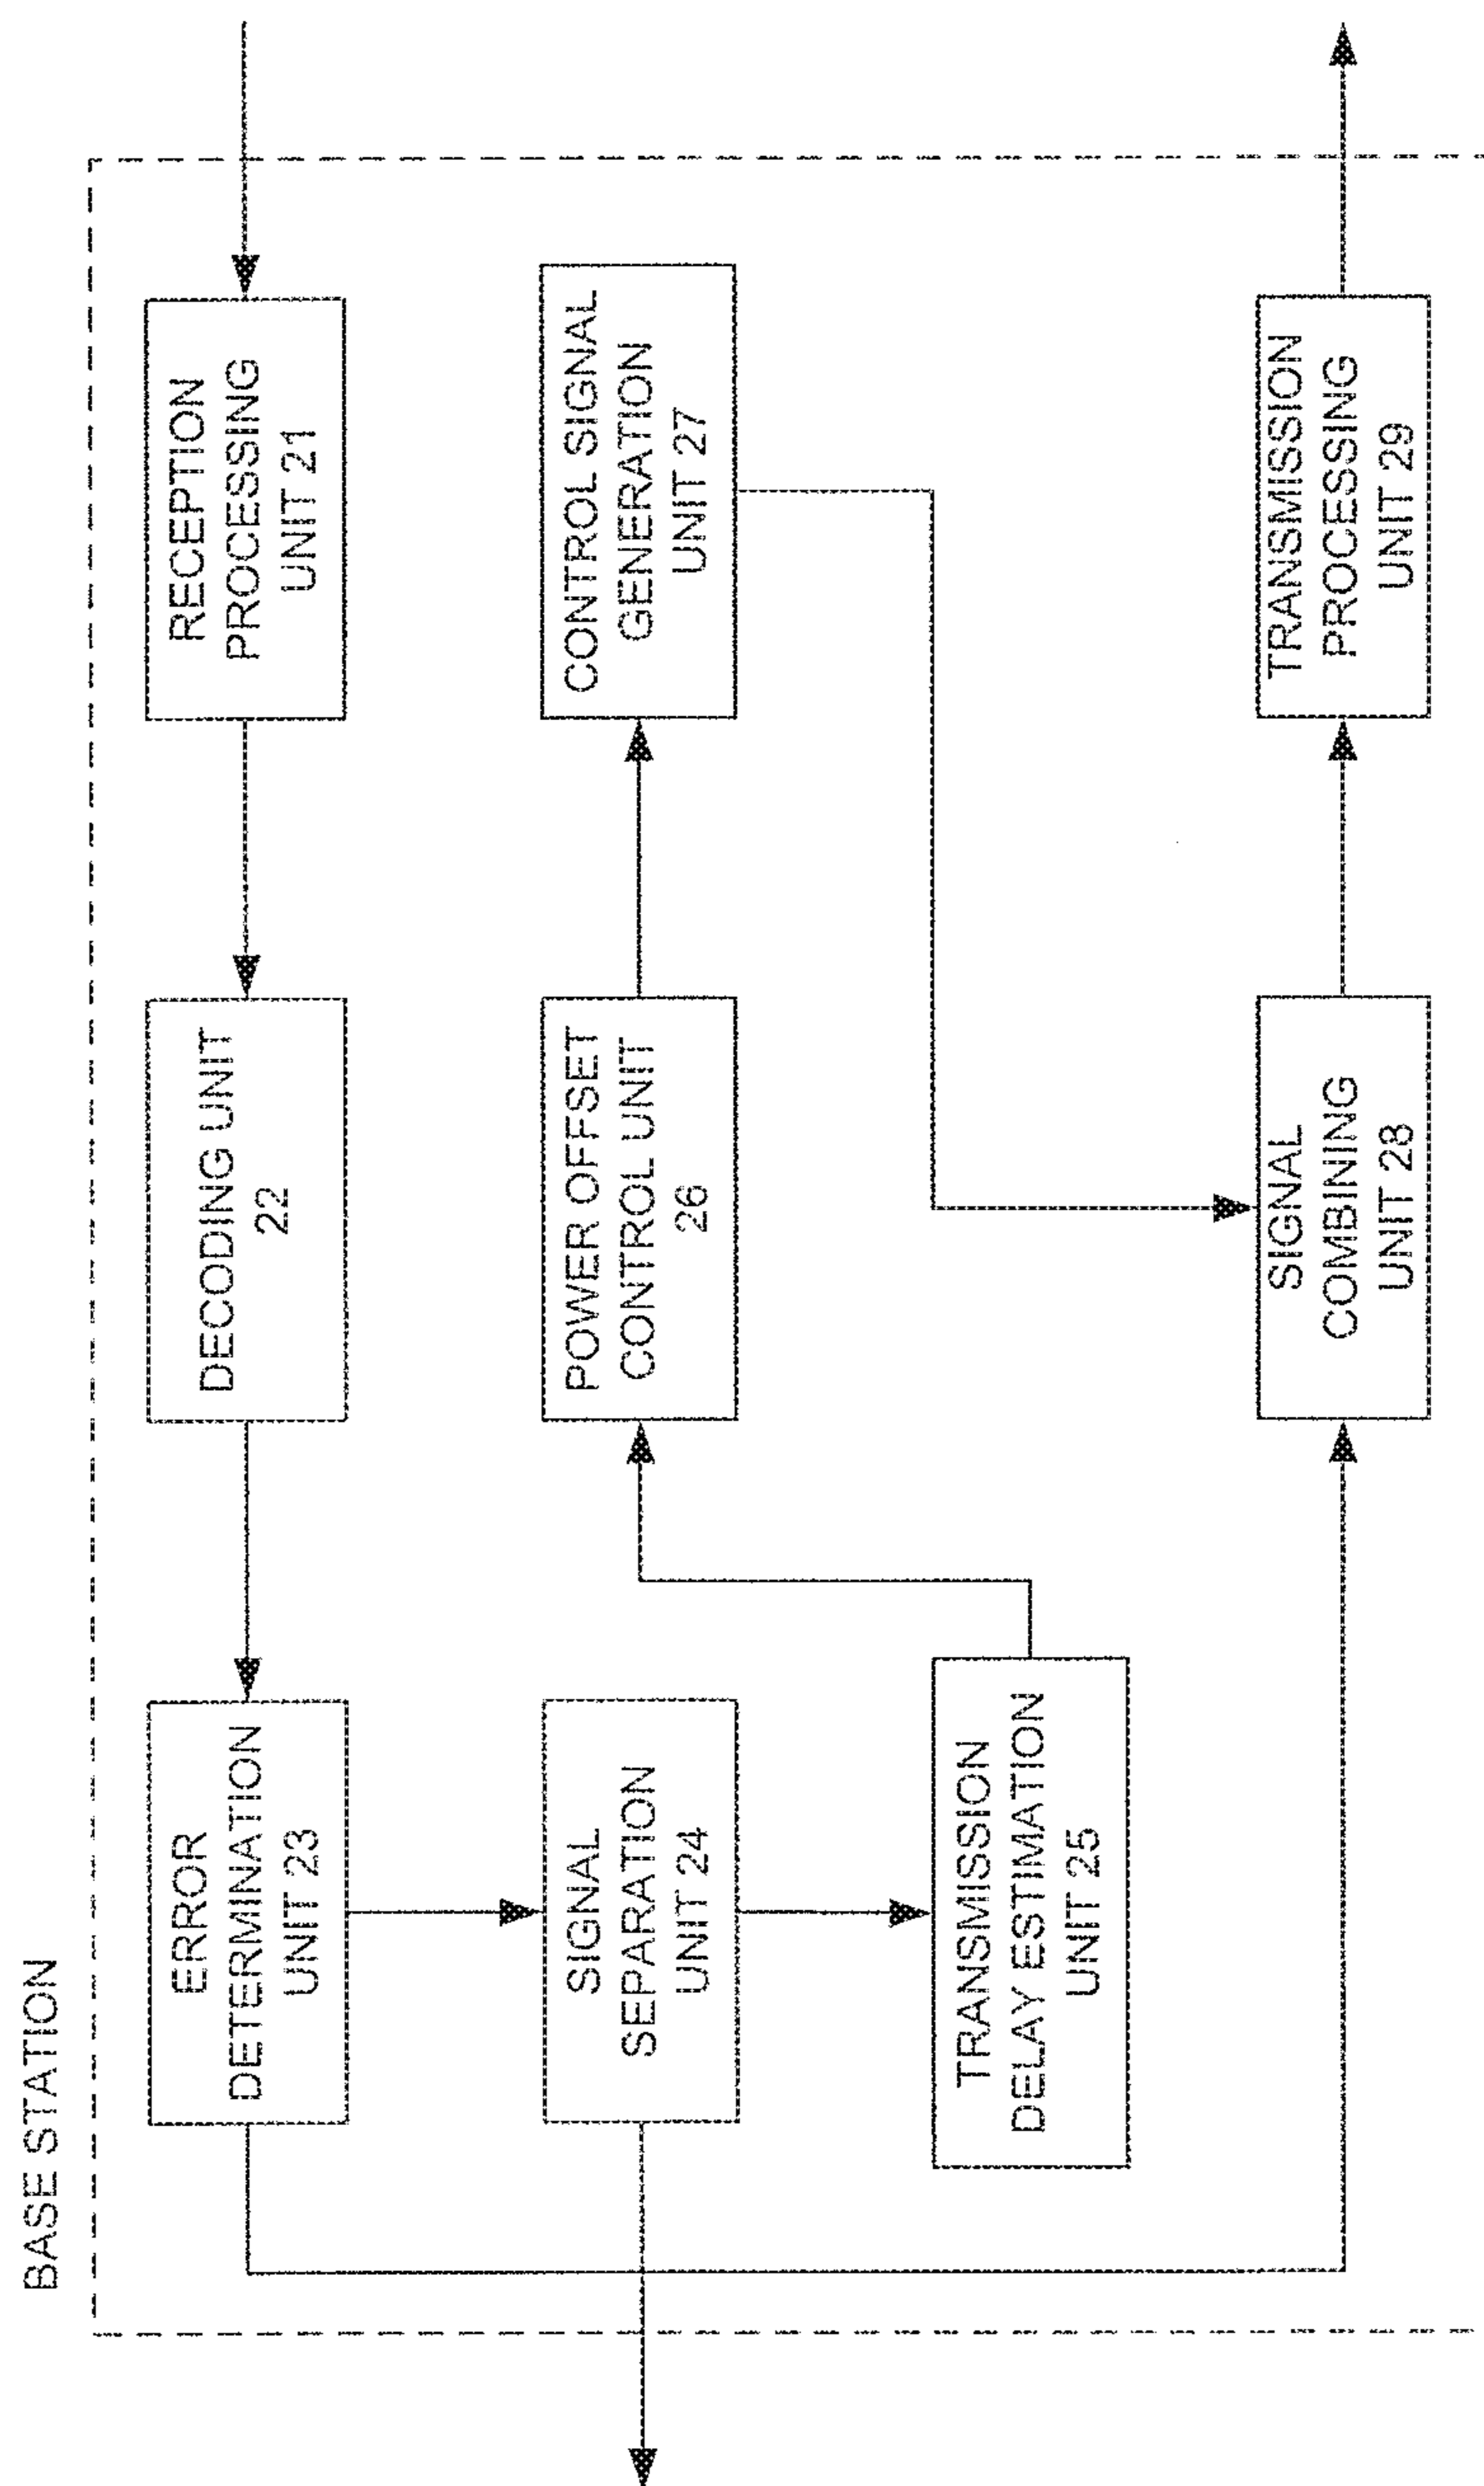 BASE STATION
RECEPTION
PROCESSING
UNIT 21
DECODING UNIT
22
ERROR
DETERMINATION
UNIT 23
SIGNAL
SEPARATION
UNIT 24
TRANSMISSION
DELAY ESTIMATION
UNIT 25
POWER OFFSET
CONTROL UNIT
26
CONTROL SIGNAL
GENERATION
UNIT 27
SIGNAL
COMBINING
UNIT 28
TRANSMISSION
PROCESSING
UNIT 29